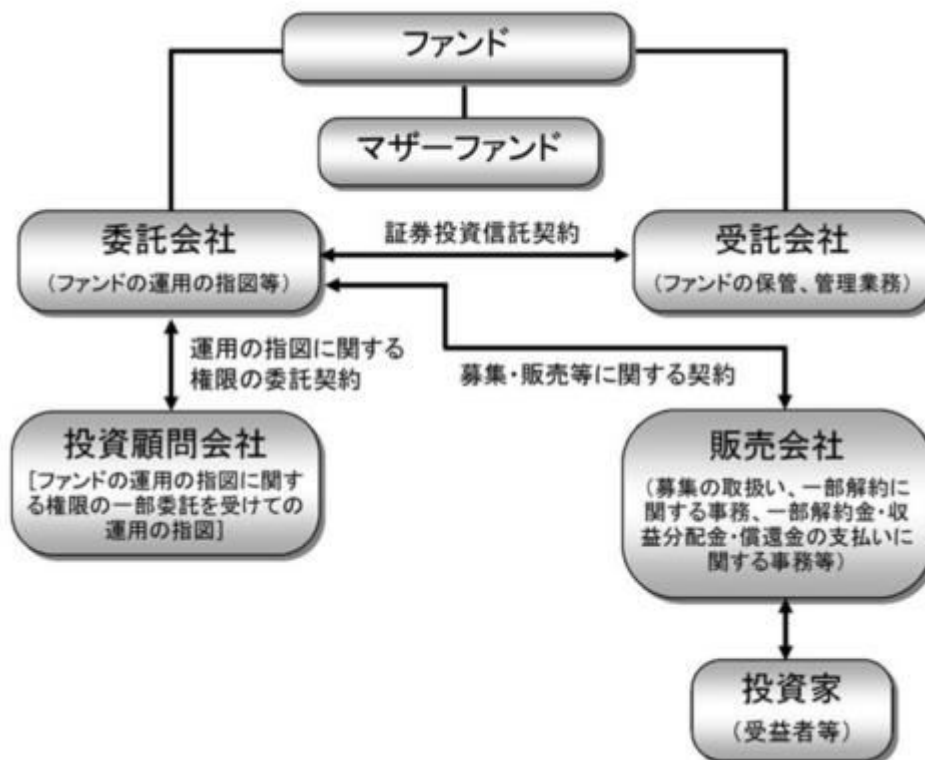 ファンド
マザーファンド
委託会社
(ファンドの運用の指図等)
証券投資信託契約
受託会社
(ファンドの保管、管理業務)
運用の指図に関する
権限の委託契約
募集・販売等に関する契約
投資顧問会社
[ファンドの運用の指図に関す
る権限の一部委託を受けての
運用の指図]
販売会社
(募集の取扱い、一部解約に
関する事務、一部解約金・収
益分配金・償還金の支払いに
関する事務等)
投資家
(受益者等)